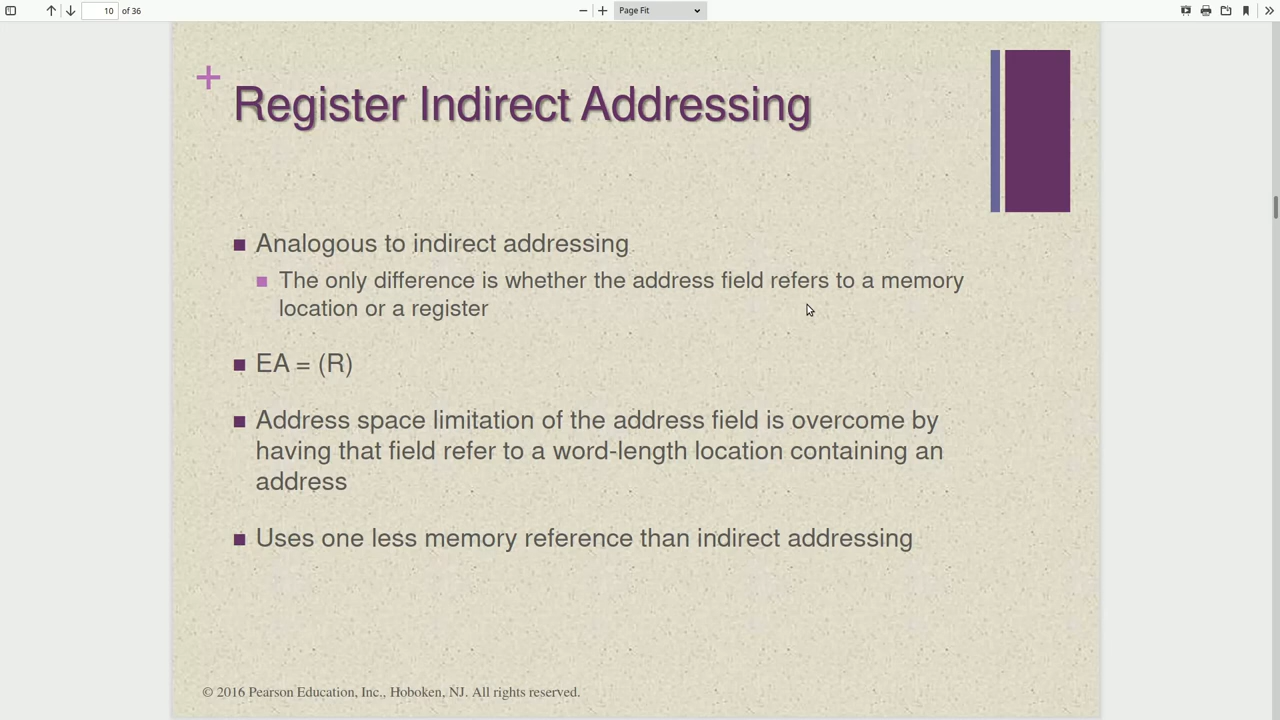 10 of 36
Page Fit
+
Register Indirect Addressing
Analogous to indirect addressing
The only difference is whether the address field refers to a memory
location or a register
EA = (R)
Address space limitation of the address field is overcome by
having that field refer to a word-length location containing an
address
Uses one less memory reference than indirect addressing
© 2016 Pearson Education, Inc., Hoboken, NJ. All rights reserved.